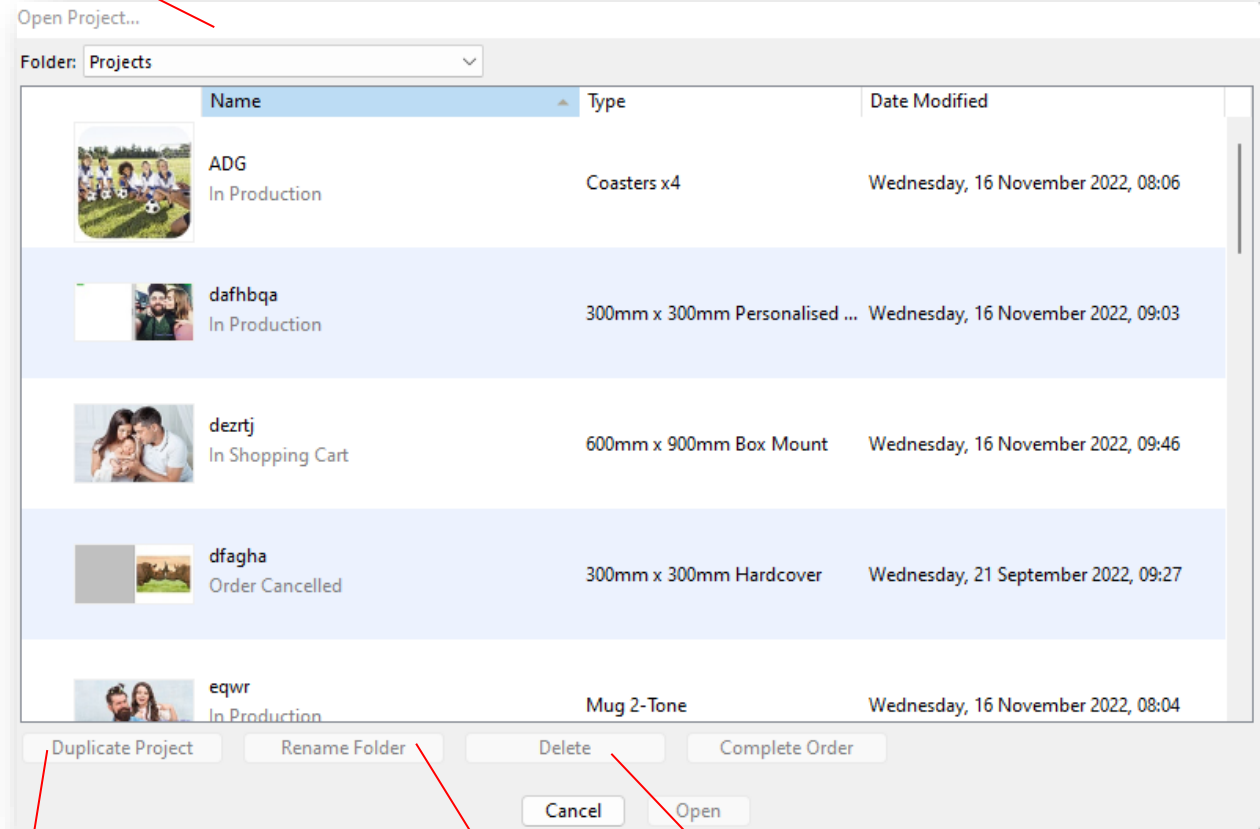 Open Project...
Folder: Projects
Name Type Date Modified
ADG
In Production
Coasters x4 Wednesday, 16 November 2022, 08:06
dafhbqa
In Production
300mm x 300mm Personalised ... Wednesday, 16 November 2022, 09:03
dezrtj
In Shopping Cart
600mm x 900mm Box Mount Wednesday, 16 November 2022, 09:46
dfagha
Order Cancelled
300mm x 300mm Hardcover Wednesday, 21 September 2022, 09:27
eqwr
In Production
Mug 2-Tone Wednesday, 16 November 2022, 08:04
Duplicate Project Rename Folder Delete Complete Order
Cancel Open